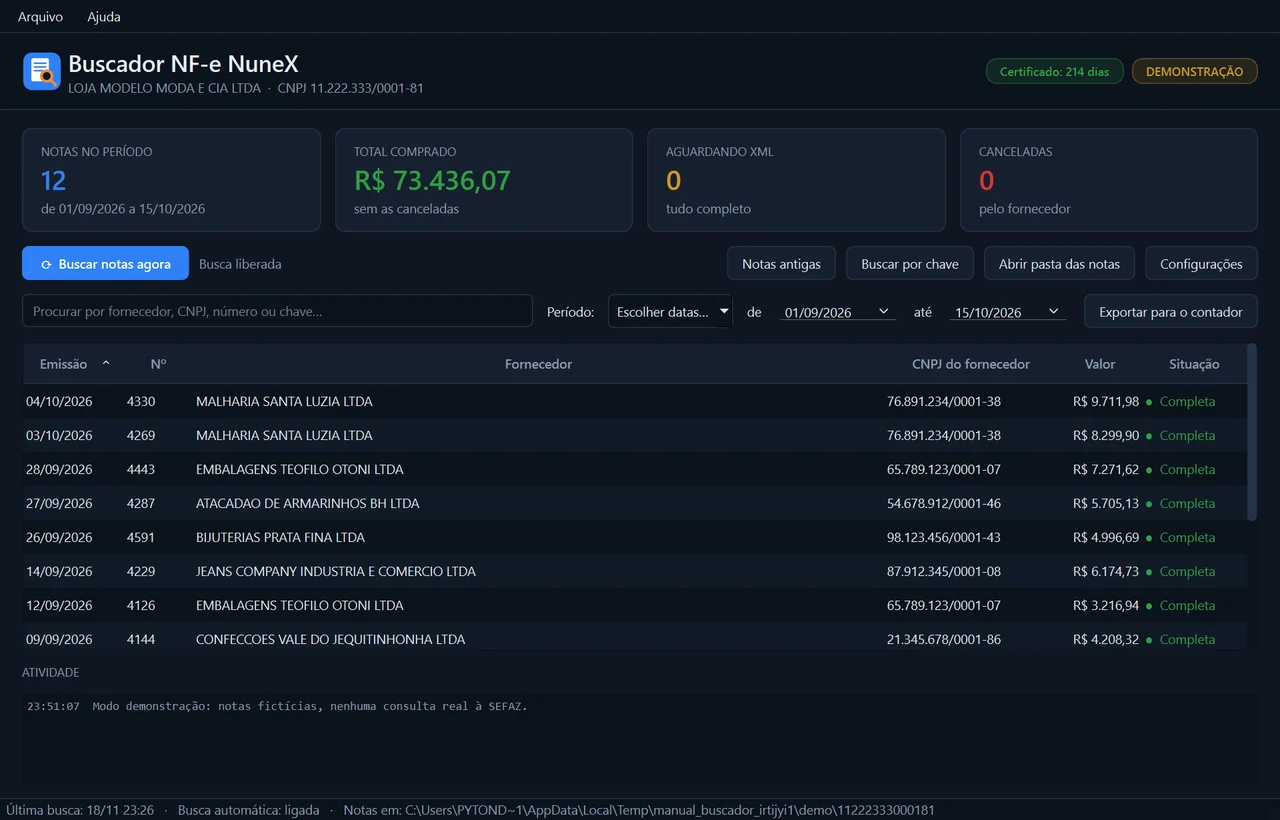 Arquivo Ajuda
Buscador NF-e NuneX
LOJA MODELO MODA E CIA LTDA · CNPJ 11.222.333/0001-81
Certificado: 214 dias DEMONSTRAÇÃO
NOTAS NO PERÍODO
12
de 01/09/2026 a 15/10/2026
TOTAL COMPRADO
R$ 73.436,07
sem as canceladas
AGUARDANDO XML
0
tudo completo
CANCELADAS
0
pelo fornecedor
⟳ Buscar notas agora Busca liberada Notas antigas Buscar por chave Abrir pasta das notas Configurações
Procurar por fornecedor, CNPJ, número ou chave... Período: Escolher datas... de 01/09/2026 até 15/10/2026 Exportar para o contador
Emissão Nº Fornecedor CNPJ do fornecedor Valor Situação
04/10/2026 4330 MALHARIA SANTA LUZIA LTDA 76.891.234/0001-38 R$ 9.711,98 ● Completa
03/10/2026 4269 MALHARIA SANTA LUZIA LTDA 76.891.234/0001-38 R$ 8.299,90 ● Completa
28/09/2026 4443 EMBALAGENS TEOFILO OTONI LTDA 65.789.123/0001-07 R$ 7.271,62 ● Completa
27/09/2026 4287 ATACADAO DE ARMARINHOS BH LTDA 54.678.912/0001-46 R$ 5.705,13 ● Completa
26/09/2026 4591 BIJUTERIAS PRATA FINA LTDA 98.123.456/0001-43 R$ 4.996,69 ● Completa
14/09/2026 4229 JEANS COMPANY INDUSTRIA E COMERCIO LTDA 87.912.345/0001-08 R$ 6.174,73 ● Completa
12/09/2026 4126 EMBALAGENS TEOFILO OTONI LTDA 65.789.123/0001-07 R$ 3.216,94 ● Completa
09/09/2026 4144 CONFECCOES VALE DO JEQUITINHONHA LTDA 21.345.678/0001-86 R$ 4.208,32 ● Completa
ATIVIDADE
23:51:07 Modo demonstração: notas fictícias, nenhuma consulta real à SEFAZ.
Última busca: 18/11 23:26 · Busca automática: ligada · Notas em: C:\Users\PYTOND~1\AppData\Local\Temp\manual_buscador_irtijyi1\demo\11222333000181